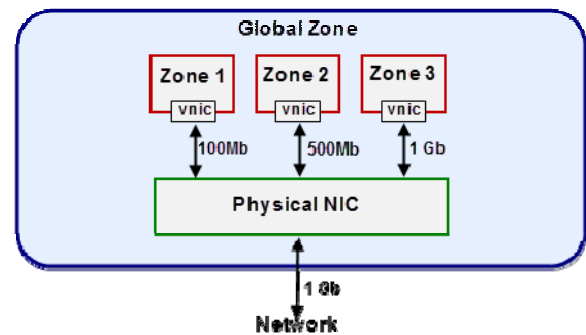 Global Zone
Zone 1
Zone 2
Zone 3
vnic
vnic
vnic
100Mb
500Mb
1 Gb
Physical NIC
1 Gb
Network